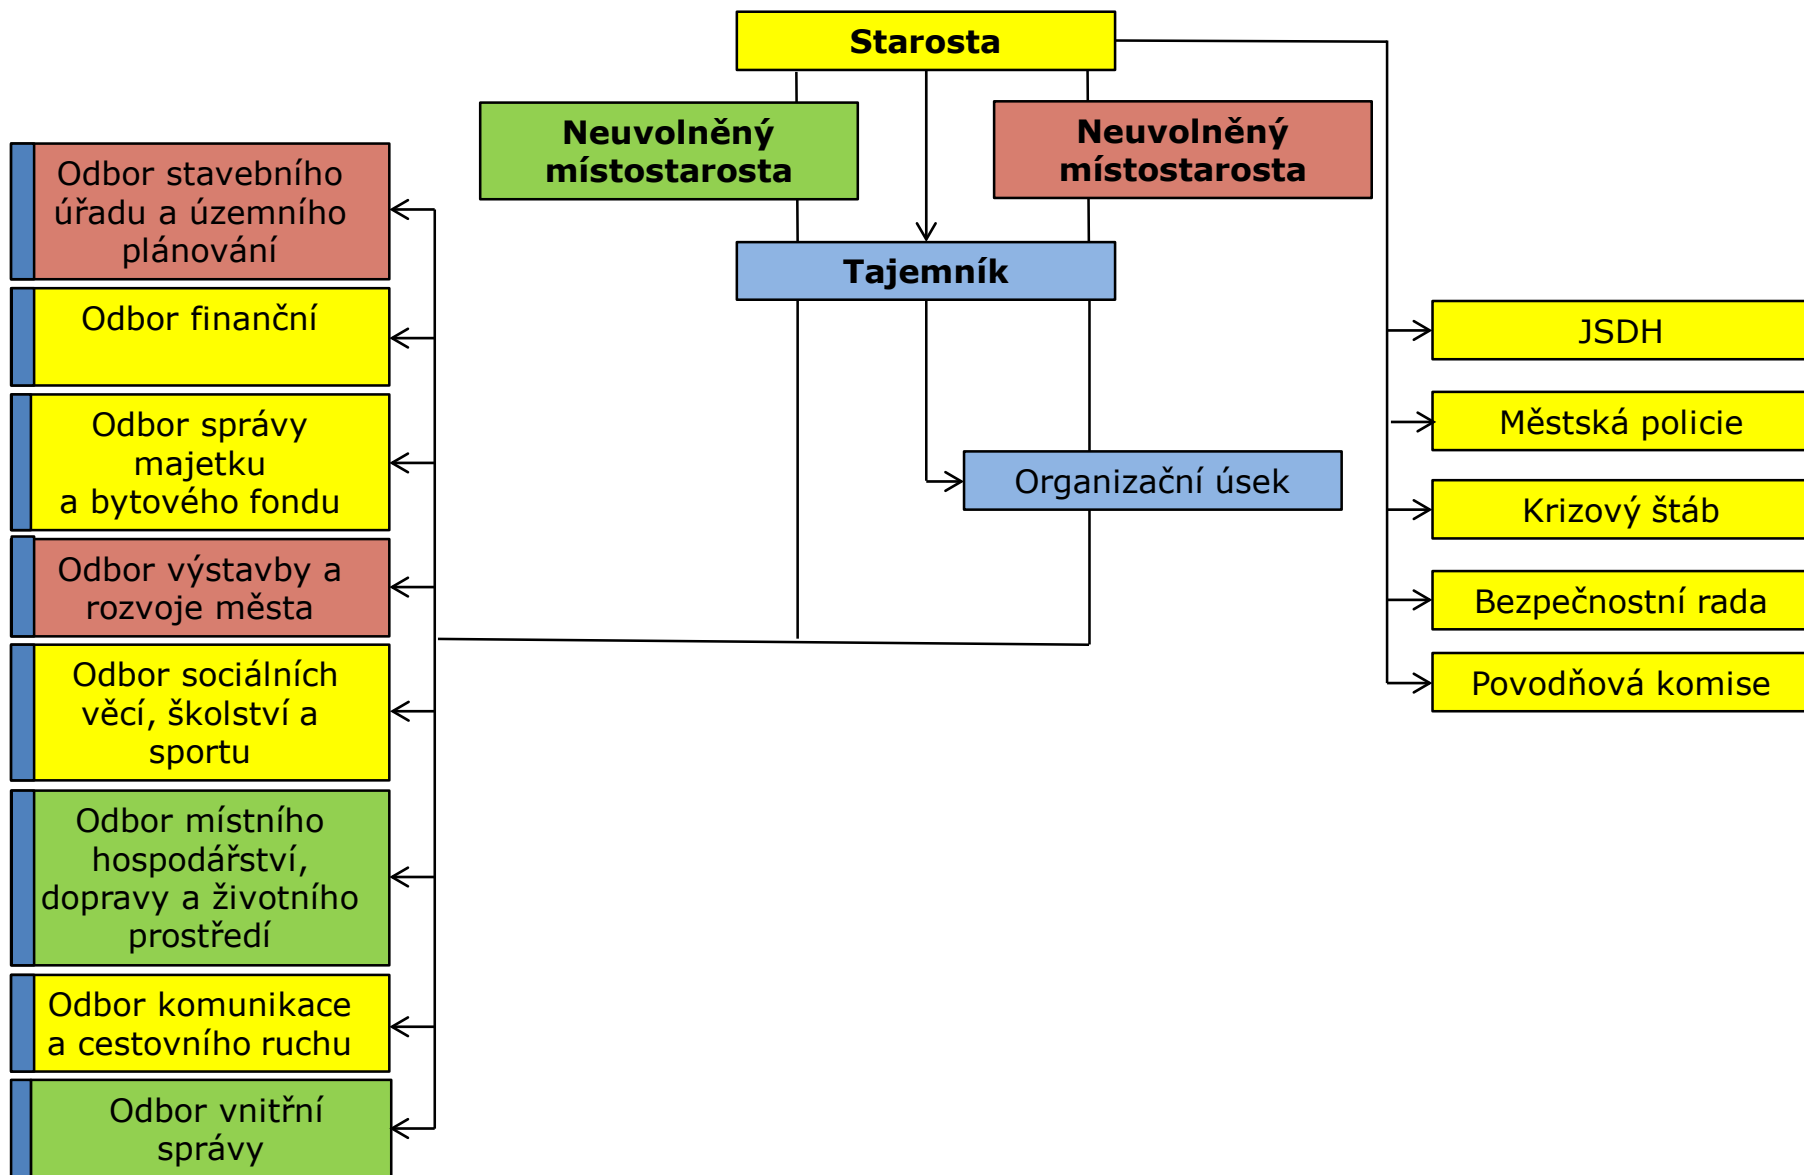 Starosta
Neuvolněný
místostarosta
Neuvolněný
místostarosta
Tajemník
Organizační úsek
Odbor stavebního
úřadu a územního
plánování
Odbor finanční
Odbor správy
majetku
a bytového fondu
Odbor výstavby a
rozvoje města
Odbor sociálních
věcí, školství a
sportu
Odbor místního
hospodářství,
dopravy a životního
prostředí
Odbor komunikace
a cestovního ruchu
Odbor vnitřní
správy
JSDH
Městská policie
Krizový štáb
Bezpečnostní rada
Povodňová komise